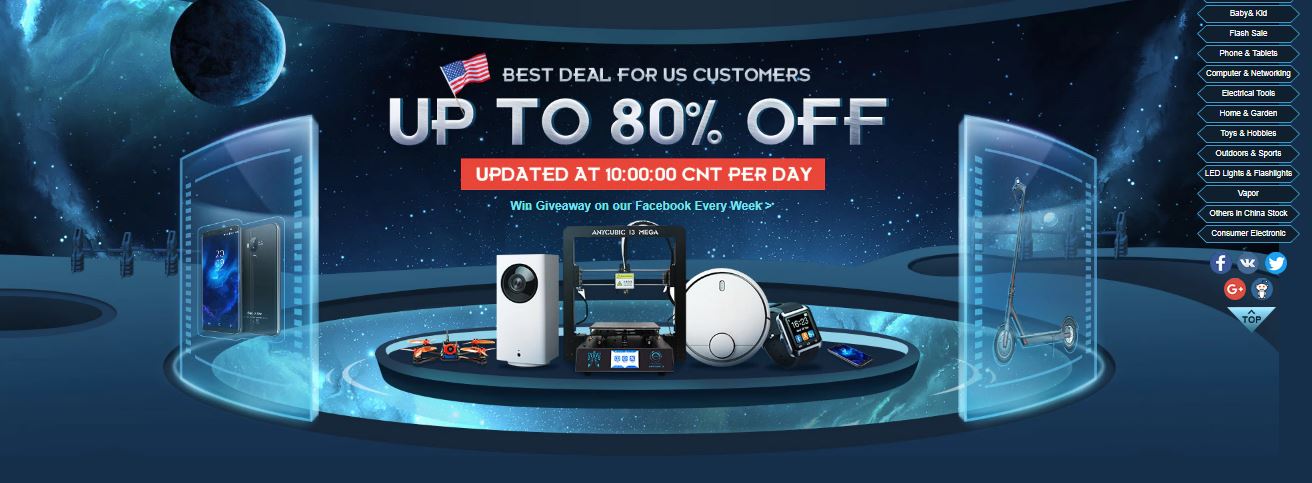 BEST DEAL FOR US CUSTOMERS
UP TO 80% OFF
UPDATED AT 10:00:00 CNT PER DAY
Win Giveaway on our Facebook Every Week >
ANYCUBIC I3 MEGA
16:23
Baby& Kid
Flash Sale
Phone & Tablets
Computer & Networking
Electrical Tools
Home & Garden
Toys & Hobbies
Outdoors & Sports
LED Lights & Flashlights
Vapor
Others in China Stock
Consumer Electronic
TOP